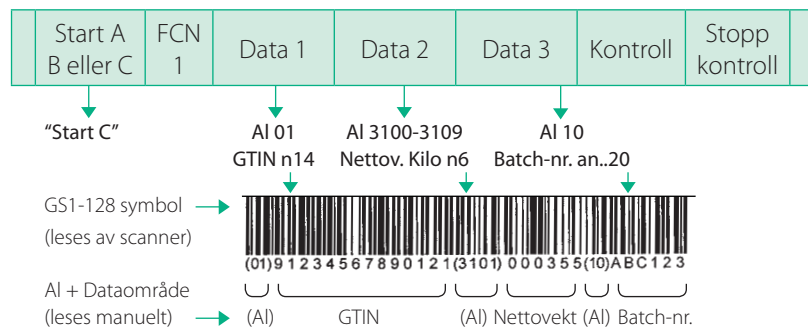 Start A
B eller C
FCN
1
Data 1
Data 2
Data 3
Kontroll
Stopp
kontroll
"Start C"
AI 01
GTIN n14
AI 3100-3109
Nettov. Kilo n6
AI 10
Batch-nr. an..20
GS1-128 symbol
(leses av scanner)
(01)91234567890121(3101)000355(10)ABC123
AI + Dataområde
(leses manuelt)
(AI)
GTIN
(AI)
Nettovekt
(AI)
Batch-nr.